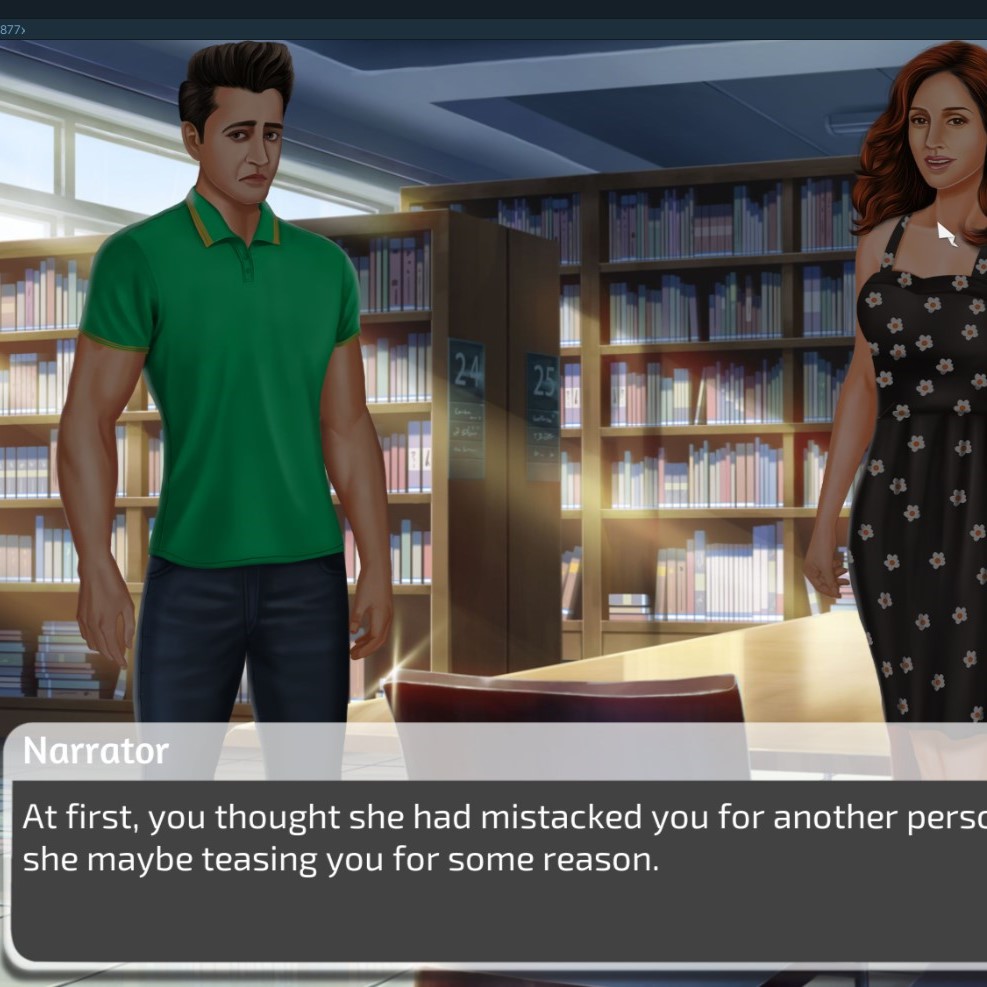 877›
24
25
Narrator
At first, you thought she had mistacked you for another perso
she maybe teasing you for some reason.